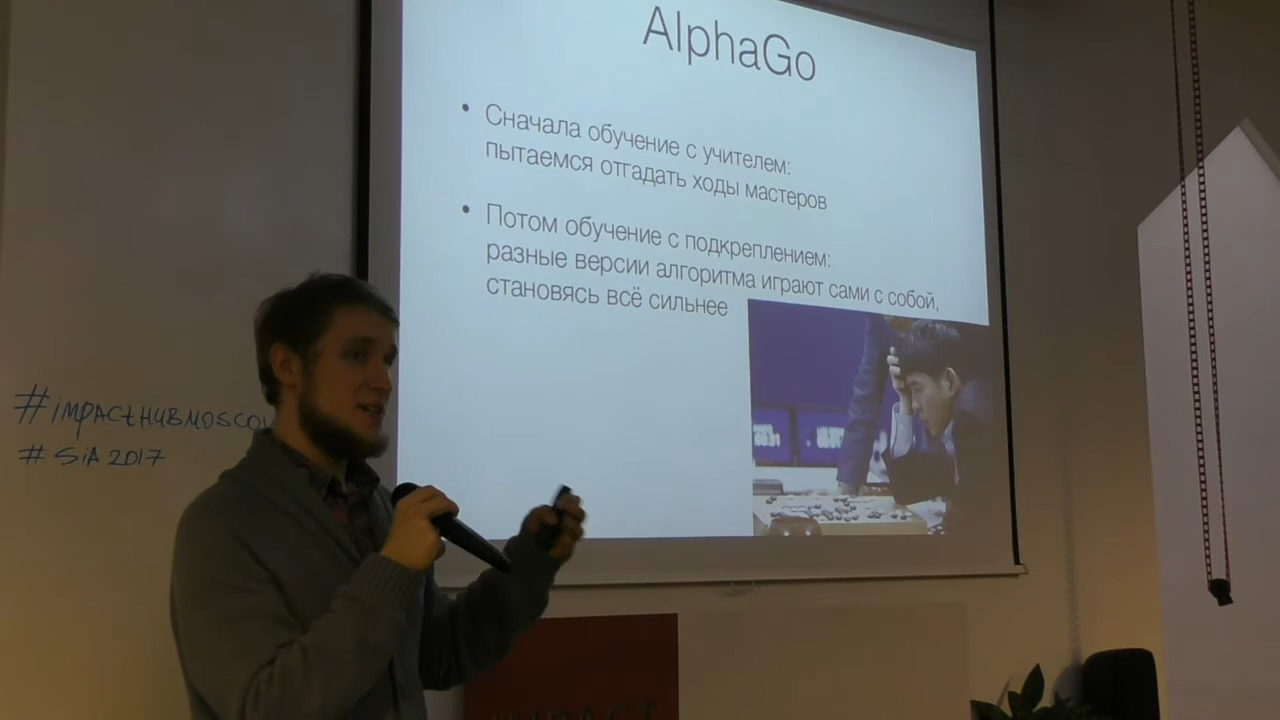 AlphaGo
• Сначала обучение с учителем:
пытаемся отгадать ходы мастеров
• Потом обучение с подкреплением:
разные версии алгоритма играют сами с собой,
становясь всё сильнее
#IMPACTHUBMOSCOW
# SiA 2017
IMPACT